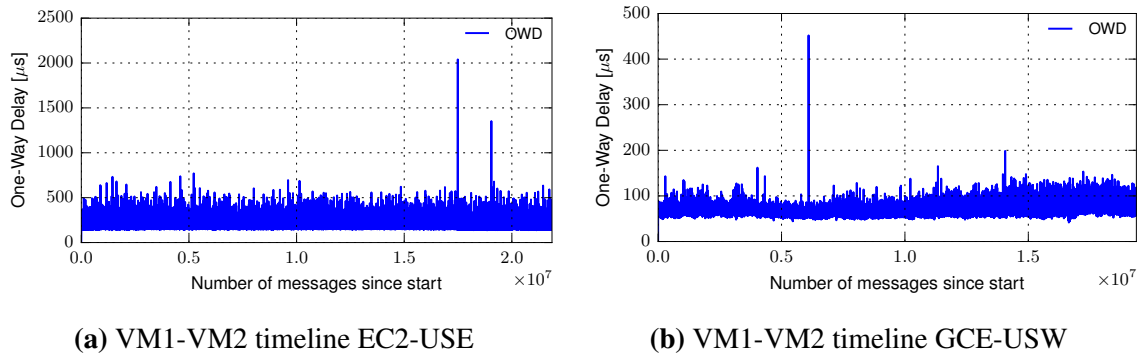 2500
2000
1500
1000
500
0
One-Way Delay [µs]
OWD
0.0 0.5 1.0 1.5 2.0
×10⁷
Number of messages since start
(a) VM1-VM2 timeline EC2-USE
500
400
300
200
100
0
One-Way Delay [µs]
OWD
0.0 0.5 1.0 1.5
×10⁷
Number of messages since start
(b) VM1-VM2 timeline GCE-USW